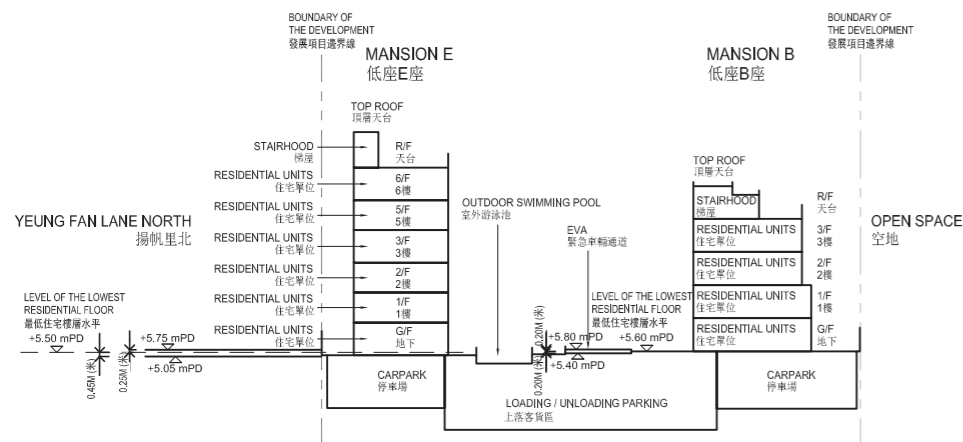 BOUNDARY OF
THE DEVELOPMENT
發展項目邊界線
BOUNDARY OF
THE DEVELOPMENT
發展項目邊界線
MANSION E
低座E座
MANSION B
低座B座
TOP ROOF
頂層天台
STAIRHOOD
梯屋
R/F
天台
RESIDENTIAL UNITS
住宅單位
6/F
6樓
RESIDENTIAL UNITS
住宅單位
5/F
5樓
RESIDENTIAL UNITS
住宅單位
3/F
3樓
RESIDENTIAL UNITS
住宅單位
2/F
2樓
RESIDENTIAL UNITS
住宅單位
1/F
1樓
RESIDENTIAL UNITS
住宅單位
G/F
地下
YEUNG FAN LANE NORTH
揚帆里北
LEVEL OF THE LOWEST
RESIDENTIAL FLOOR
最低住宅樓層水平
+5.50 mPD
+5.75 mPD
+5.05 mPD
0.45M (米)
0.25M (米)
CARPARK
停車場
OUTDOOR SWIMMING POOL
室外游泳池
EVA
緊急車輛通道
LEVEL OF THE LOWEST
RESIDENTIAL FLOOR
最低住宅樓層水平
+5.80 mPD
+5.60 mPD
+5.40 mPD
0.20M (米)
0.20M (米)
LOADING / UNLOADING PARKING
上落客貨區
TOP ROOF
頂層天台
STAIRHOOD
梯屋
R/F
天台
RESIDENTIAL UNITS
住宅單位
3/F
3樓
RESIDENTIAL UNITS
住宅單位
2/F
2樓
RESIDENTIAL UNITS
住宅單位
1/F
1樓
RESIDENTIAL UNITS
住宅單位
G/F
地下
CARPARK
停車場
OPEN SPACE
空地